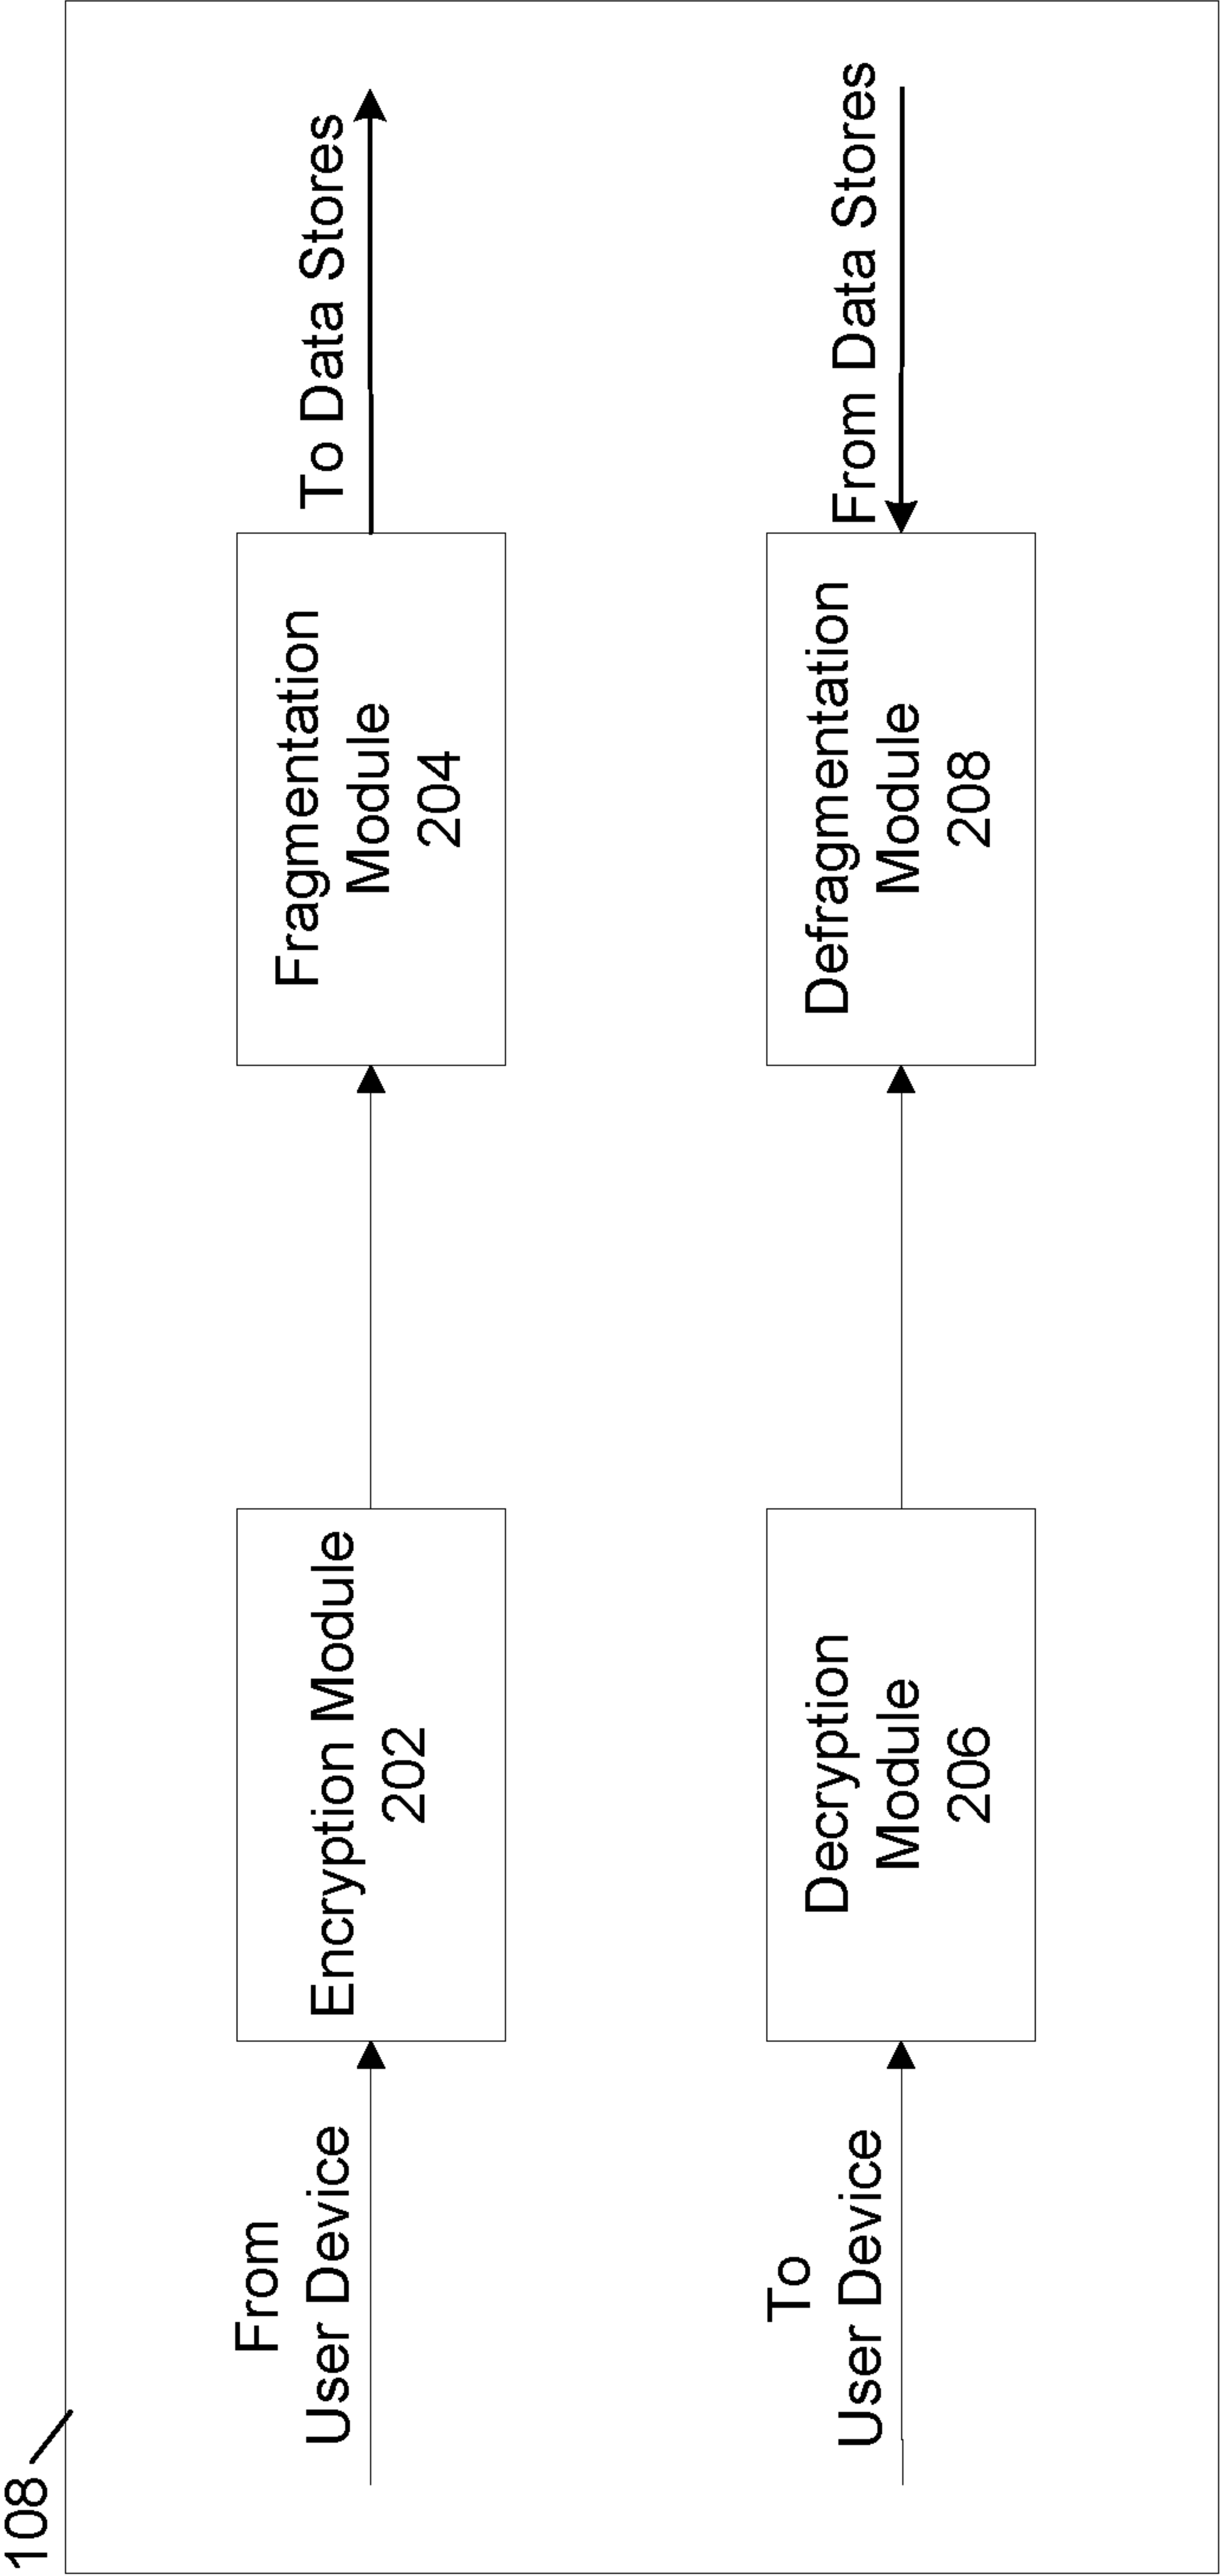 108
From
User Device
Encryption Module
202
Fragmentation
Module
204
To Data Stores
To
User Device
Decryption
Module
206
Defragmentation
Module
208
From Data Stores